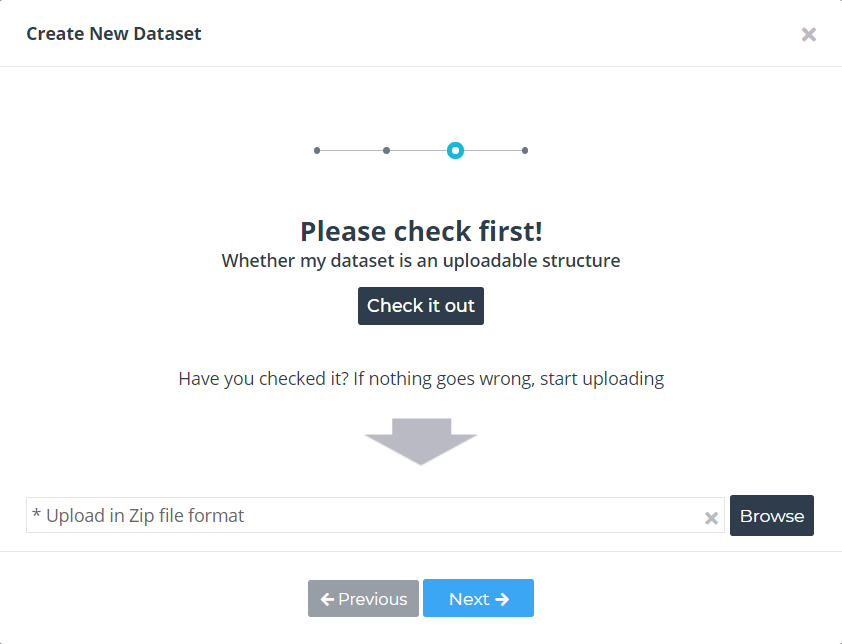 Create New Dataset
Please check first!
Whether my dataset is an uploadable structure
Check it out
Have you checked it? If nothing goes wrong, start uploading
* Upload in Zip file format
Browse
Previous
Next